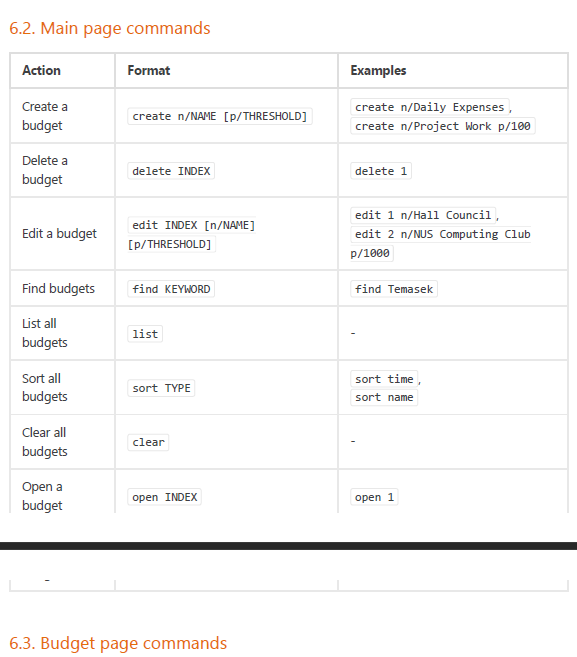 6.2. Main page commands
Action Format Examples
Create a
budget
create n/NAME [p/THRESHOLD]
create n/Daily Expenses,
create n/Project Work p/100
Delete a
budget
delete INDEX
delete 1
Edit a budget
edit INDEX [n/NAME]
[p/THRESHOLD]
edit 1 n/Hall Council,
edit 2 n/NUS Computing Club
p/1000
Find budgets
find KEYWORD
find Temasek
List all
budgets
list
-
Sort all
budgets
sort TYPE
sort time,
sort name
Clear all
budgets
clear
-
Open a
budget
open INDEX
open 1
6.3. Budget page commands